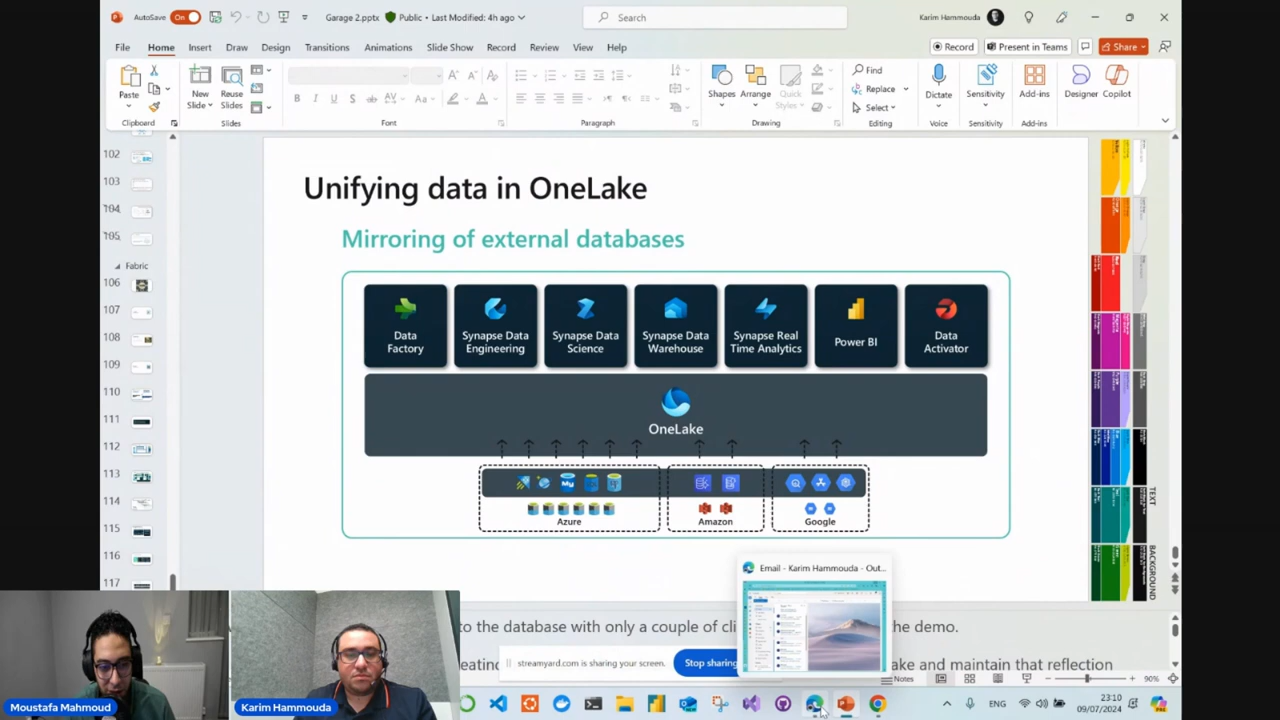 AutoSave On Garage 2.pptx Public • Last Modified: 4h ago Search Karim Hammouda
File Home Insert Draw Design Transitions Animations Slide Show Record Review View Help Record Present in Teams Share
Paste New Slide Reuse Slides Shapes Arrange Quick Styles Find Replace Select Dictate Sensitivity Add-ins Designer Copilot
Clipboard Slides Font Paragraph Drawing Editing Voice Sensitivity Add-ins
102
103
104
105
Fabric
106
107
108
109
110
111
112
113
114
115
116
117
Unifying data in OneLake
Mirroring of external databases
Data Factory
Synapse Data Engineering
Synapse Data Science
Synapse Data Warehouse
Synapse Real Time Analytics
Power BI
Data Activator
OneLake
Azure
Amazon
Google
TEXT
BACKGROUND
Email - Karim Hammouda - Out...
to the database with only a couple of cli
the demo.
streamyard.com is sharing your screen. Stop sharing
ke and maintain that reflection
Notes 90%
Moustafa Mahmoud
Karim Hammouda
ENG 23:10
09/07/2024